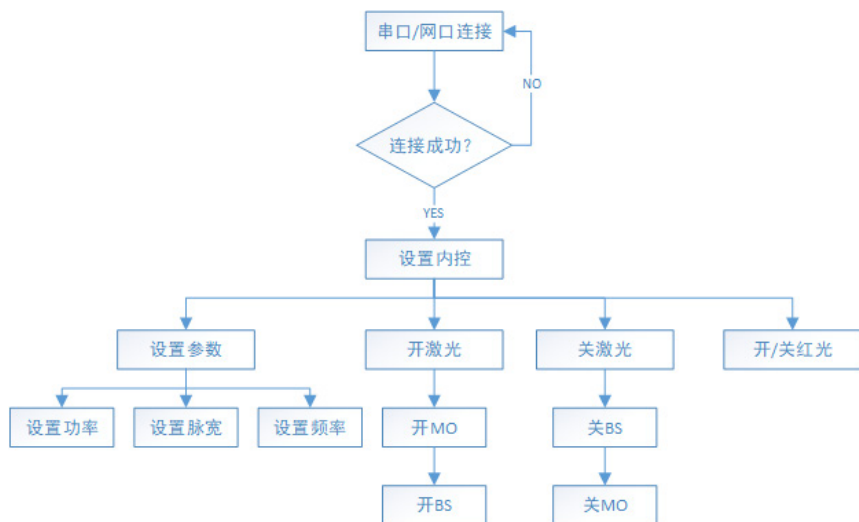 串口/网口连接
NO
连接成功?
YES
设置内控
设置参数
开激光
关激光
开/关红光
设置功率
设置脉宽
设置频率
开MO
关BS
开BS
关MO